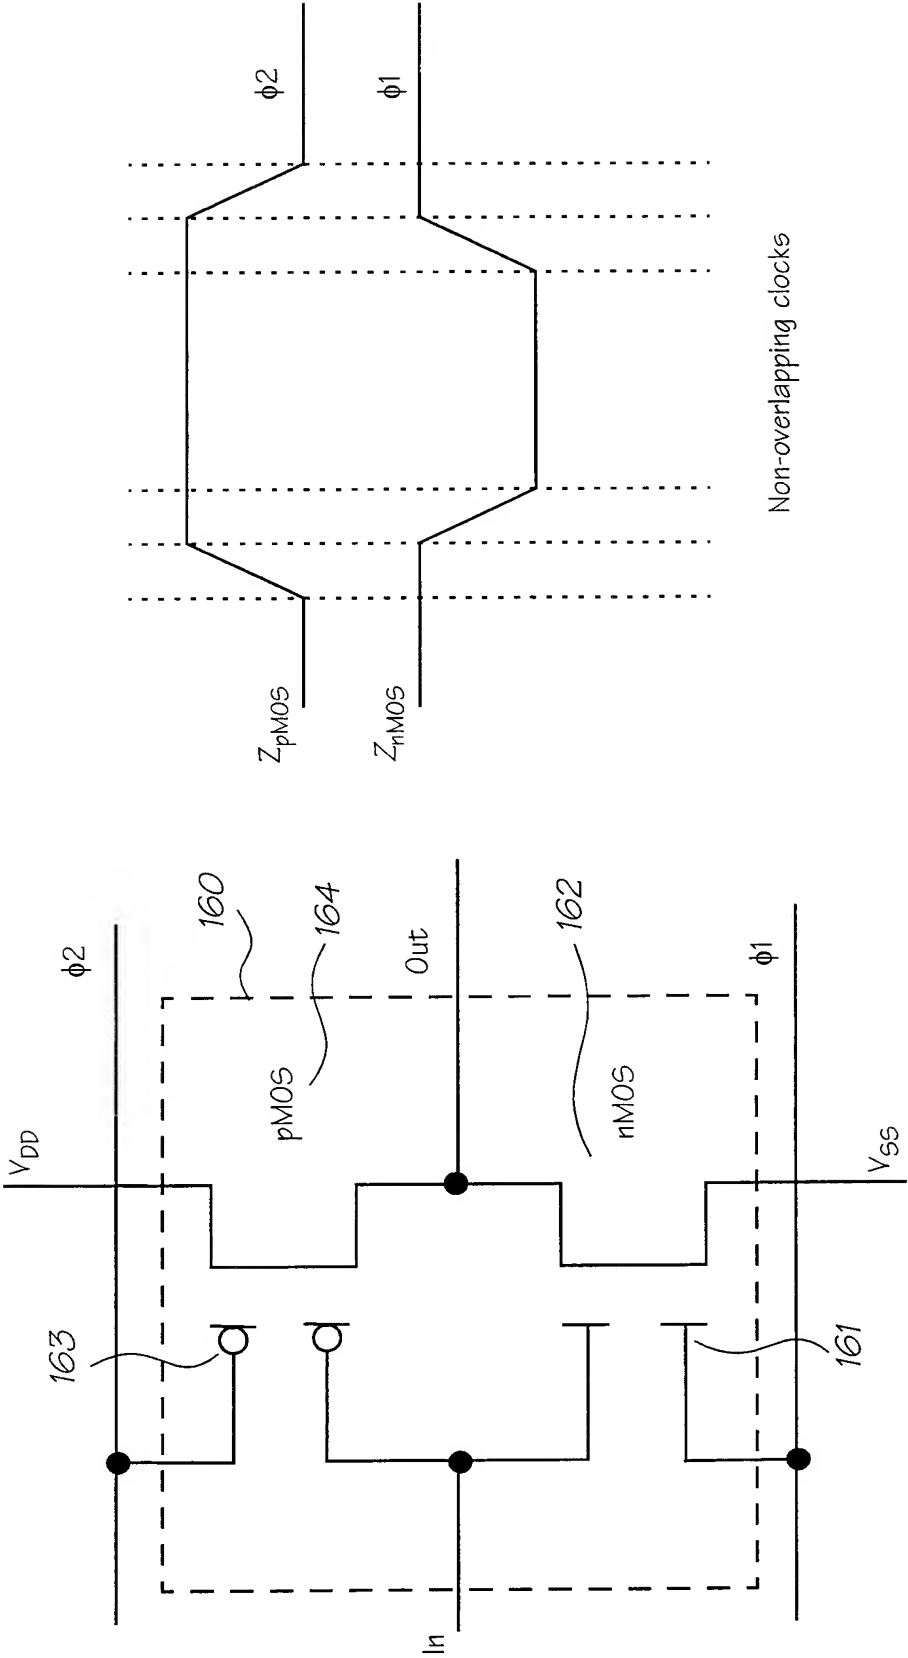 V_DD
φ2
163
160
pMOS
164
In
Out
nMOS
162
161
φ1
V_SS
Z_pMOS
φ2
Z_nMOS
φ1
Non-overlapping clocks